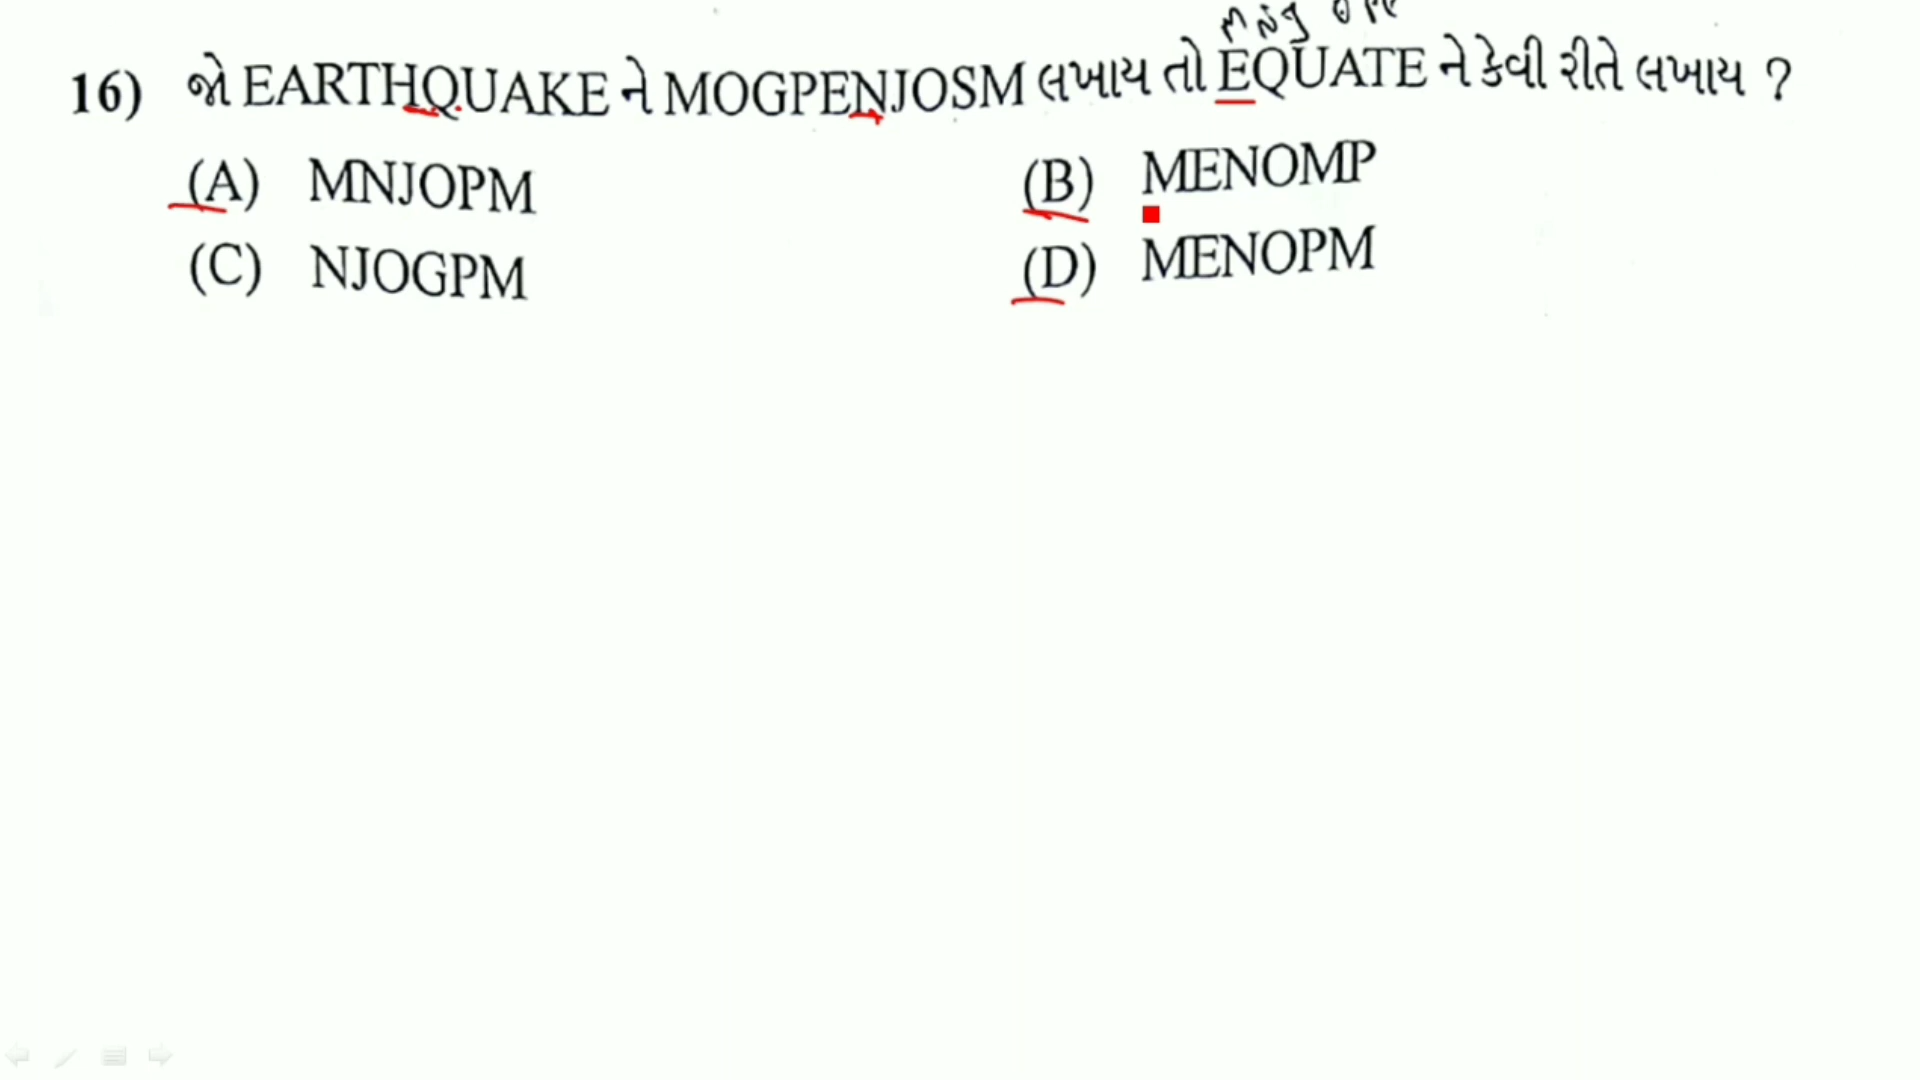 16) જો EARTHQUAKE ને MOGPENJOSM લખાય તો EQUATE ને કેવી રીતે લખાય ?
(A) MNJOPM
(B) MENOMP
(C) NJOGPM
(D) MENOPM